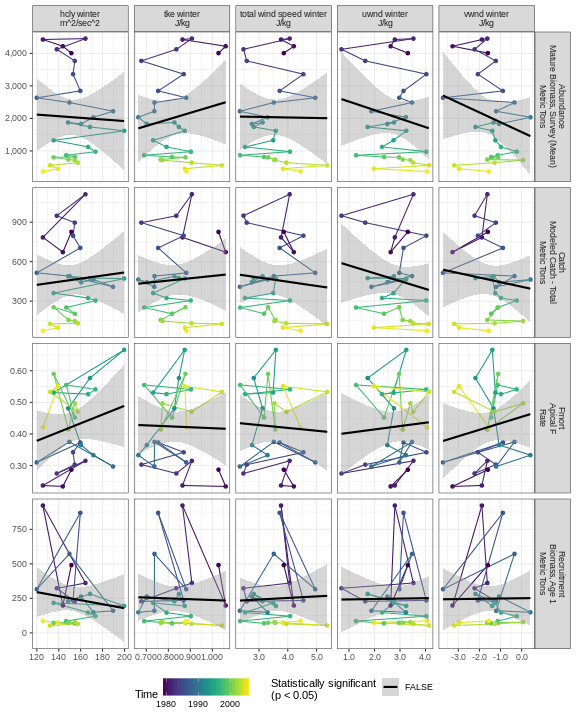 hcly winter
m^2/sec^2
tke winter
J/kg
total wind speed winter
J/kg
uwnd winter
J/kg
vwnd winter
J/kg
4,000
3,000
2,000
1,000
Abundance
Mature Biomass, Survey (Mean)
Metric Tons
900
600
300
Catch
Modeled Catch - Total
Metric Tons
0.60
0.50
0.40
0.30
Fmort
Apical F
Rate
750
500
250
0
Recruitment
Biomass, Age 1
Metric Tons
120 140 160 180 200
0.700 0.800 0.900 1.000
3.0 4.0 5.0
1.0 2.0 3.0 4.0
-3.0 -2.0 -1.0 0.0
Time
1980 1990 2000
Statistically significant
(p < 0.05)
FALSE